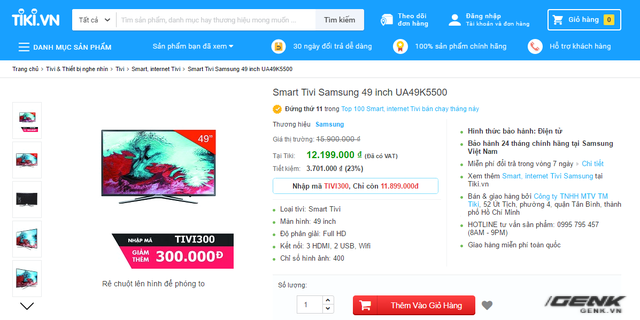 TiKi.VN
Tất cả
Tìm sản phẩm, danh mục hay thương hiệu mong muốn ...
Tìm kiếm
Theo dõi
đơn hàng
Đăng nhập
Tài khoản và đơn hàng
Giỏ hàng 0
DANH MỤC SẢN PHẨM
Sản phẩm bạn đã xem
30 ngày đổi trả dễ dàng
100% sản phẩm chính hãng
Hỗ trợ khách hàng
Trang chủ › Tivi & Thiết bị nghe nhìn › Tivi › Smart, internet Tivi › Smart Tivi Samsung 49 inch UA49K5500
49"
NHẬP MÃ TIVI300
GIẢM THÊM 300.000Đ
Rê chuột lên hình để phóng to
Smart Tivi Samsung 49 inch UA49K5500
Đứng thứ 11 trong Top 100 Smart, internet Tivi bán chạy tháng này
Thương hiệu Samsung
Giá thị trường: 15.900.000 ₫
Tại Tiki: 12.199.000 ₫ (Đã có VAT)
Tiết kiệm: 3.701.000 ₫ (23%)
Nhập mã TIVI300, Chỉ còn 11.899.000đ
Loại tivi: Smart Tivi
Màn hình: 49 inch
Độ phân giải: Full HD
Kết nối: 3 HDMI, 2 USB, Wifi
Chỉ số hình ảnh: 400
Số lượng:
1
Thêm Vào Giỏ Hàng
Hình thức bảo hành: Điện tử
Bảo hành 24 tháng chính hãng tại Samsung
Việt Nam
Miễn phí đổi trả trong vòng 7 ngày › Chi tiết
Xem thêm Smart, internet Tivi Samsung tại
Tiki.vn
Bán & giao hàng bởi Công ty TNHH MTV TM
Tiki, 52 Út Tịch, phường 4, quận Tân Bình, thành
phố Hồ Chí Minh
HOTLINE tư vấn sản phẩm: 0995 795 457
(8AM - 9PM)
Giao hàng miễn phí toàn quốc
GENK
GENK.VN